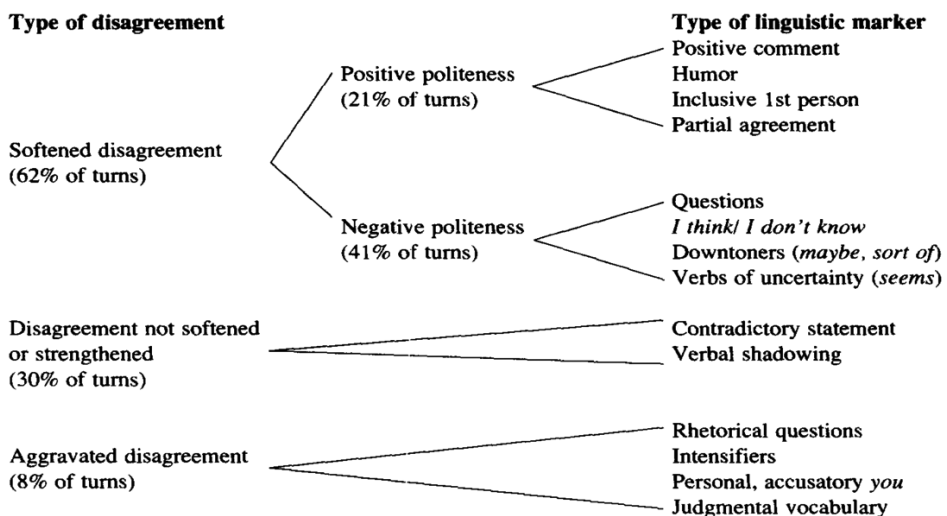 Type of disagreement
Type of linguistic marker
Positive politeness
(21% of turns)
Positive comment
Humor
Inclusive 1st person
Partial agreement
Softened disagreement
(62% of turns)
Negative politeness
(41% of turns)
Questions
I think/ I don't know
Downtoners (maybe, sort of)
Verbs of uncertainty (seems)
Disagreement not softened
or strengthened
(30% of turns)
Contradictory statement
Verbal shadowing
Aggravated disagreement
(8% of turns)
Rhetorical questions
Intensifiers
Personal, accusatory you
Judgmental vocabulary